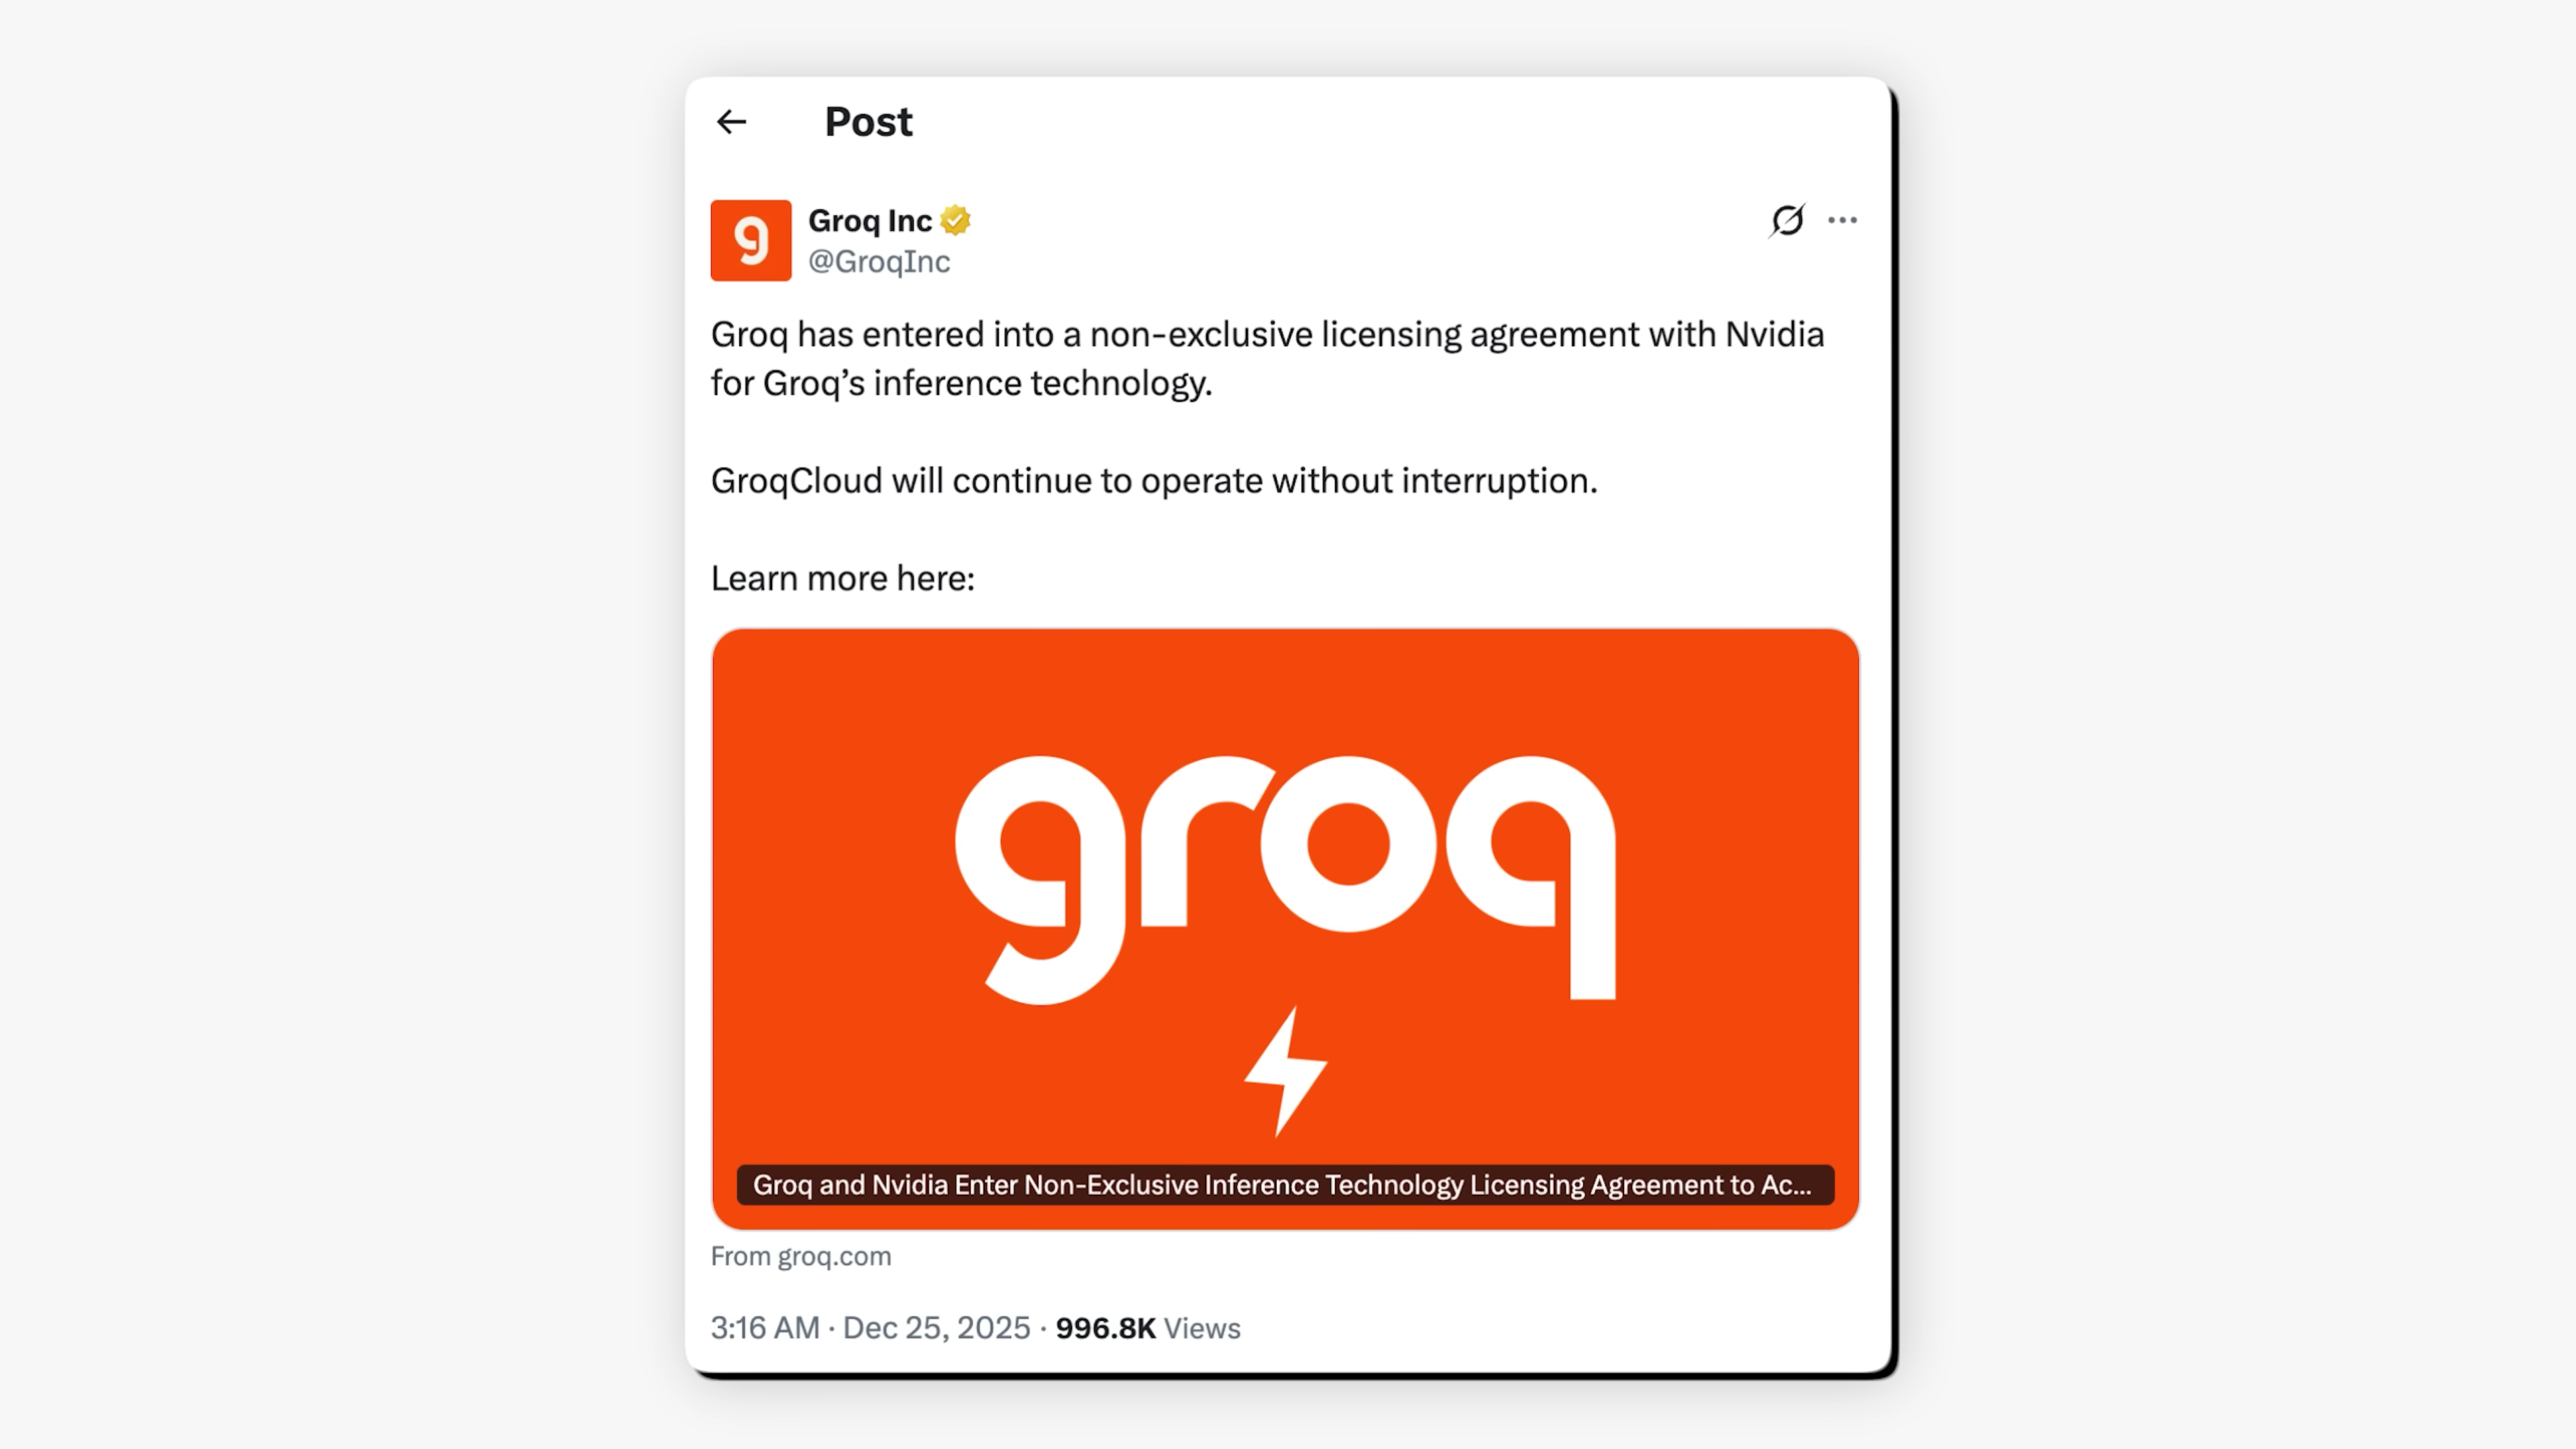 Post
Groq Inc
@GroqInc
Groq has entered into a non-exclusive licensing agreement with Nvidia
for Groq’s inference technology.
GroqCloud will continue to operate without interruption.
Learn more here:
groq
Groq and Nvidia Enter Non-Exclusive Inference Technology Licensing Agreement to Ac...
From groq.com
3:16 AM · Dec 25, 2025 · 996.8K Views